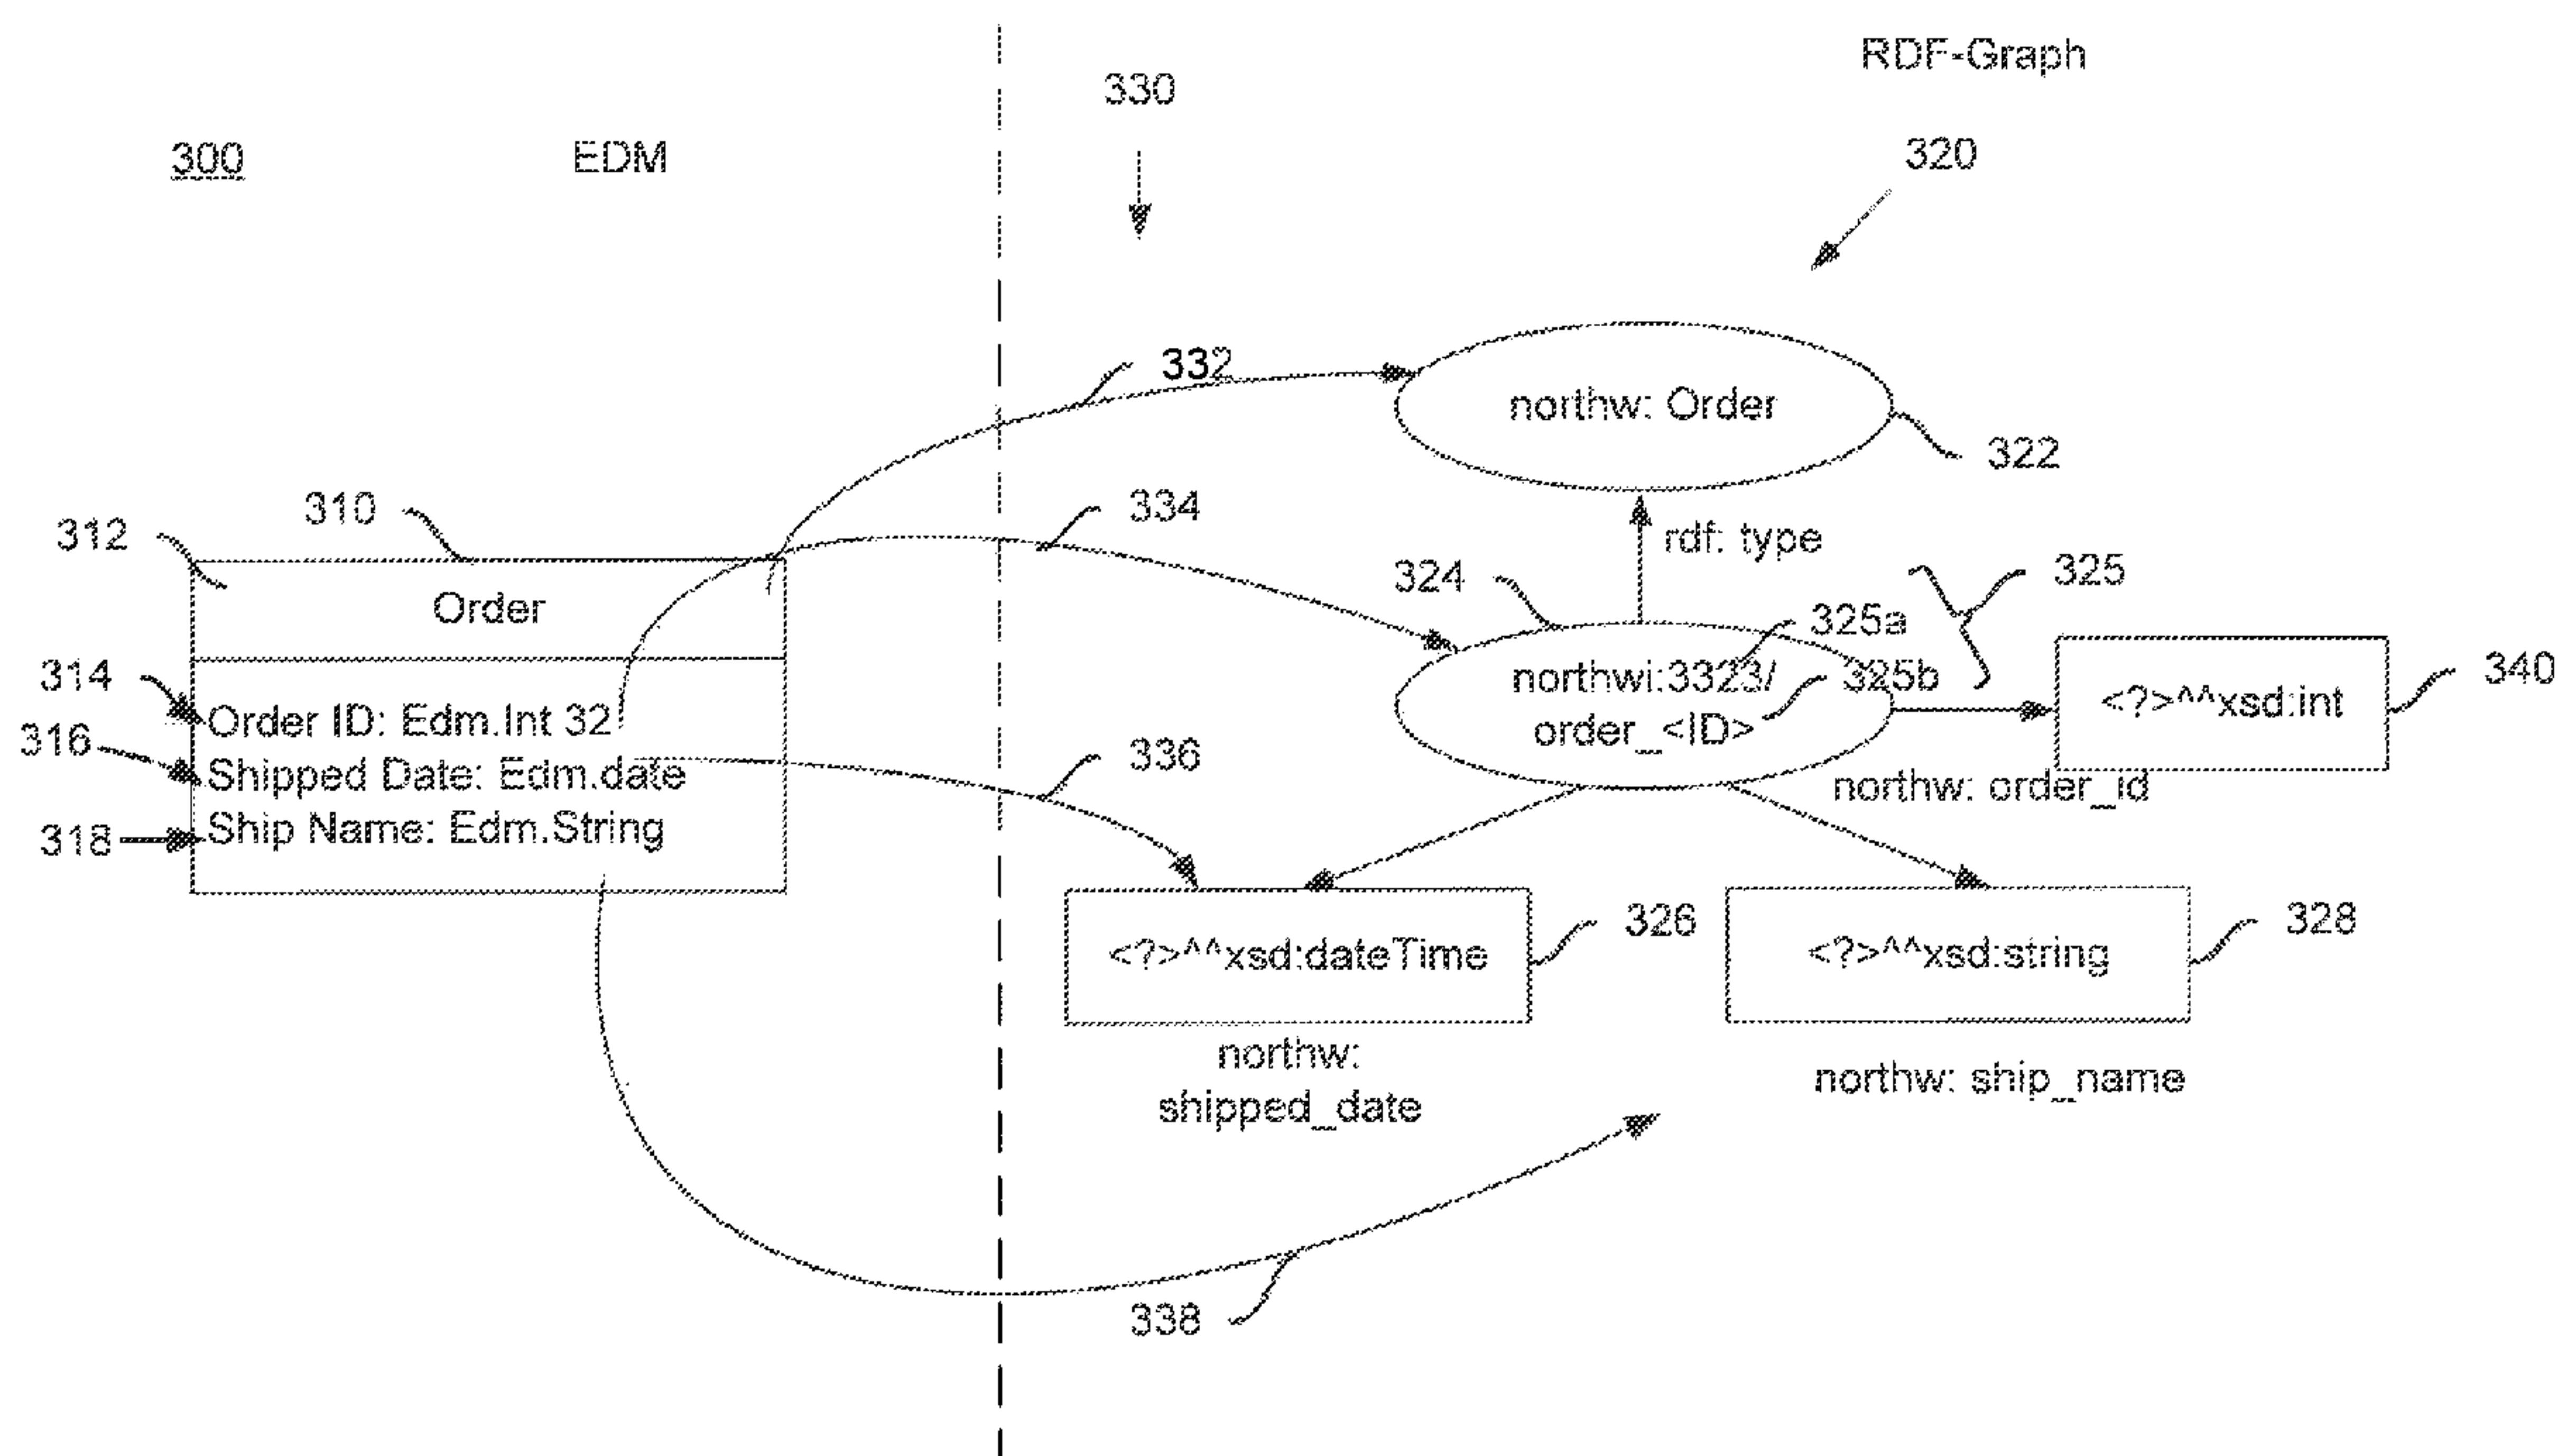 RDF-Graph
330
300
EDM
320
332
northw: Order
322
310
334
312
rdf: type
324
325
Order
325a
314
northwi:3323/
325b
340
Order ID: Edm.Int 32
<?>^^xsd:int
316
order_<ID>
Shipped Date: Edm.date
336
northw: order_id
318
Ship Name: Edm.String
326
328
<?>^^xsd:dateTime
<?>^^xsd:string
northw:
shipped_date
northw: ship_name
338